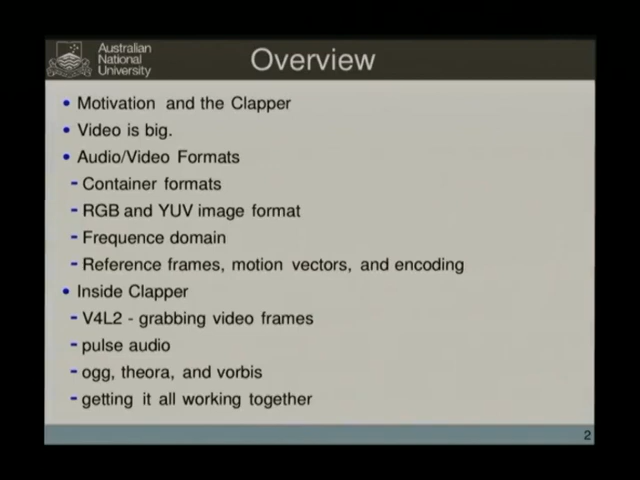 Australian
National
University
Overview
• Motivation and the Clapper
• Video is big.
• Audio/Video Formats
- Container formats
- RGB and YUV image format
- Frequence domain
- Reference frames, motion vectors, and encoding
• Inside Clapper
- V4L2 - grabbing video frames
- pulse audio
- ogg, theora, and vorbis
- getting it all working together
2